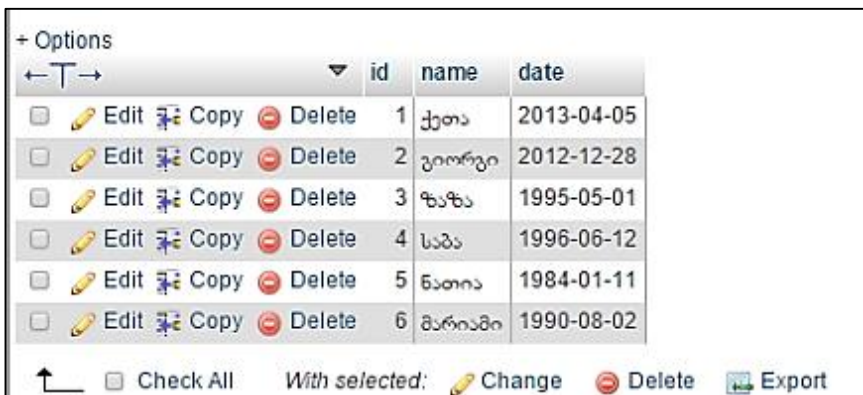 + Options
←T→ id name date
Edit Copy Delete 1 ქეთა 2013-04-05
Edit Copy Delete 2 გიორგი 2012-12-28
Edit Copy Delete 3 ზაზა 1995-05-01
Edit Copy Delete 4 საბა 1996-06-12
Edit Copy Delete 5 ნათია 1984-01-11
Edit Copy Delete 6 მარიამი 1990-08-02
Check All With selected: Change Delete Export